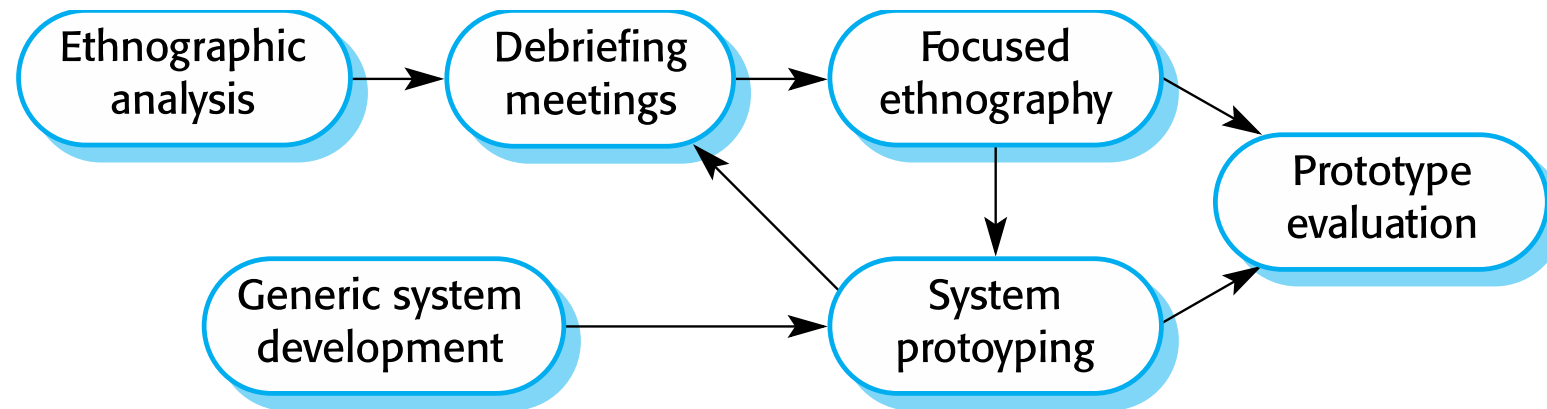 Ethnographic
analysis
Debriefing
meetings
Focused
ethnography
Prototype
evaluation
Generic system
development
System
protoyping